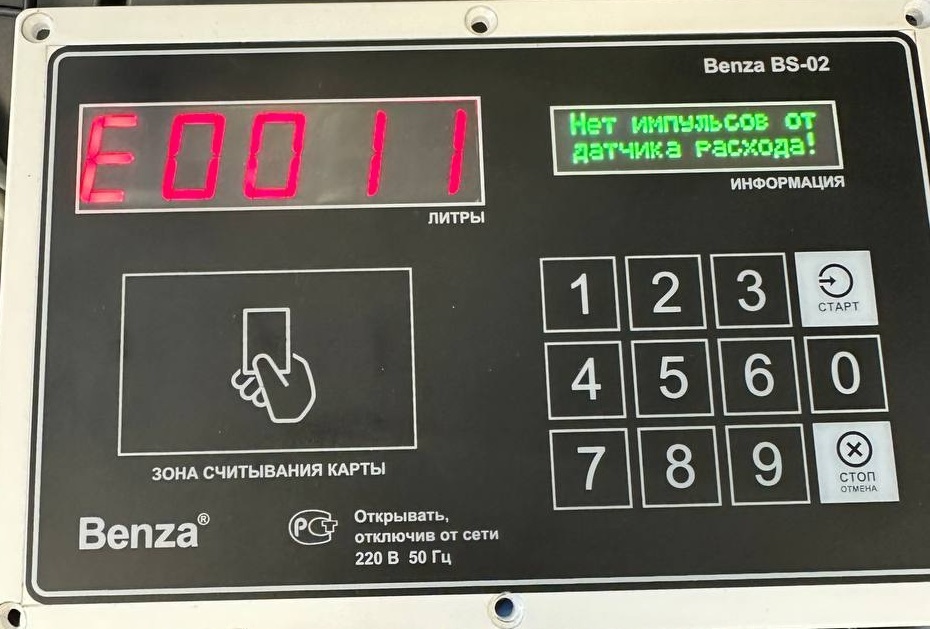 Benza BS-02
E0011
ЛИТРЫ
Нет импульсов от
датчика расхода!
ИНФОРМАЦИЯ
1 2 3 СТАРТ
4 5 6 0
7 8 9 СТОП
ОТМЕНА
ЗОНА СЧИТЫВАНИЯ КАРТЫ
Benza®
РСТ
Открывать,
отключив от сети
220 В 50 Гц